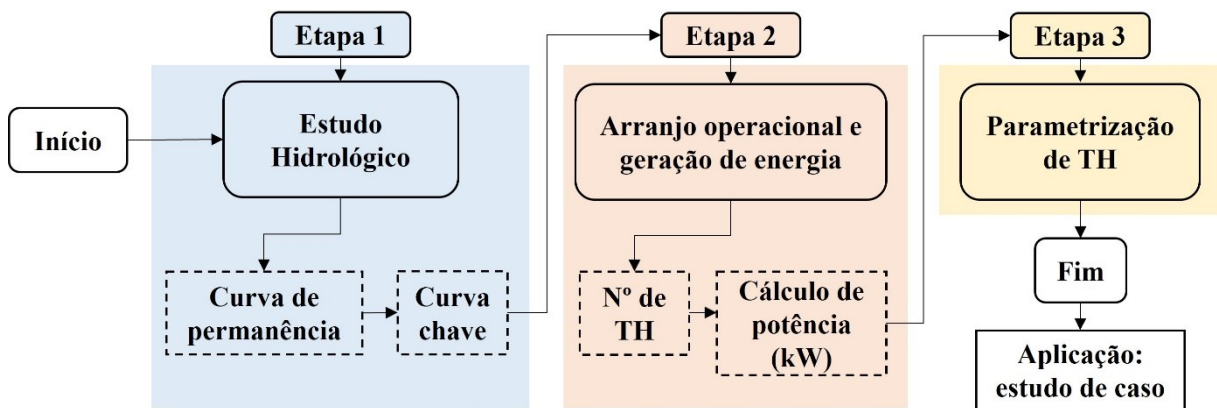 Etapa 1
Etapa 2
Etapa 3
Início
Estudo
Hidrológico
Arranjo operacional e
geração de energia
Parametrização
de TH
Curva de
permanência
Curva
chave
Nº de
TH
Cálculo de
potência
(kW)
Fim
Aplicação:
estudo de caso